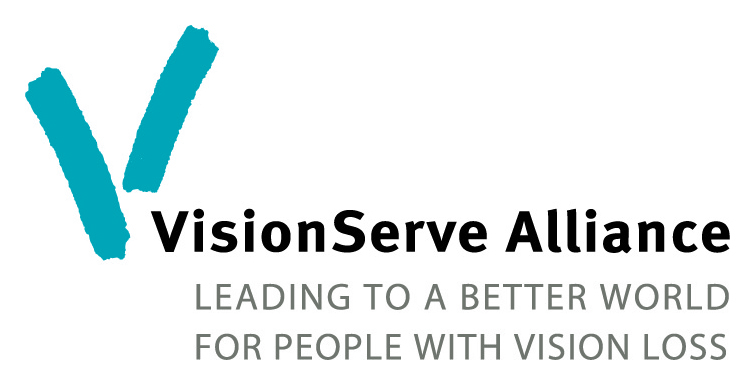 VisionServe Alliance
LEADING TO A BETTER WORLD
FOR PEOPLE WITH VISION LOSS